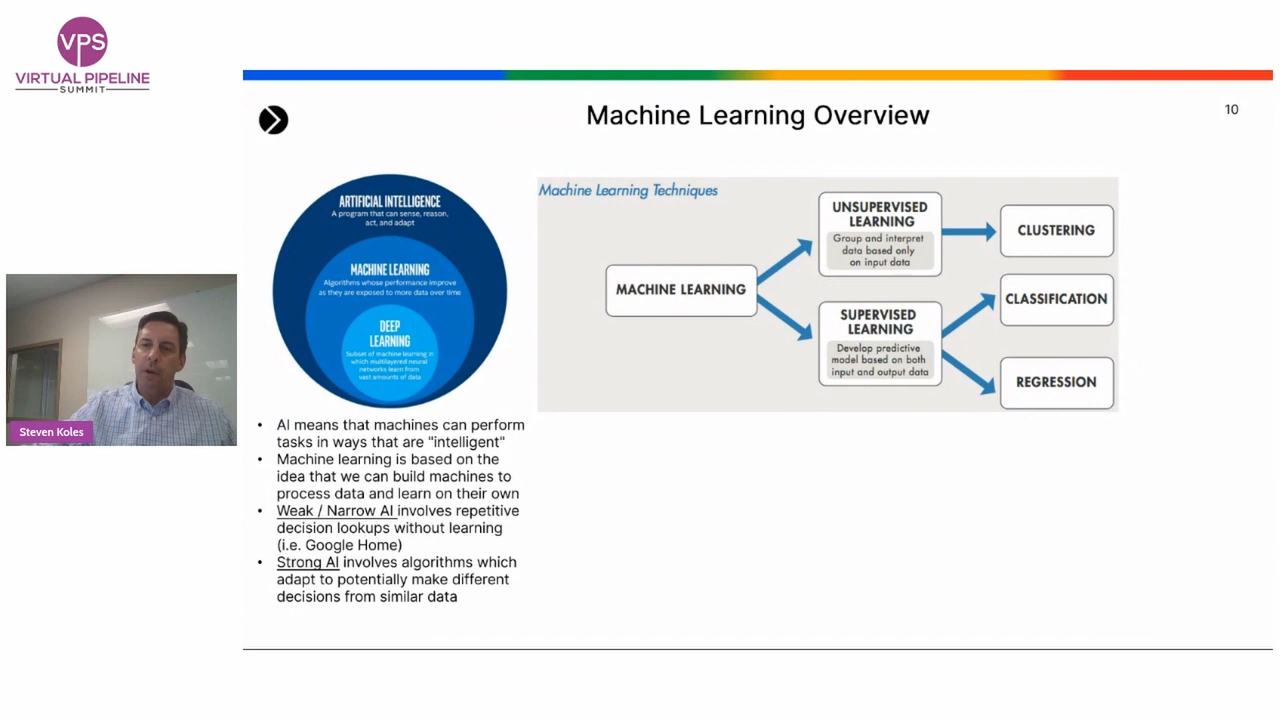 VPS
VIRTUAL PIPELINE
SUMMIT
Machine Learning Overview
10
ARTIFICIAL INTELLIGENCE
A program that can sense, reason,
act, and adapt
MACHINE LEARNING
Algorithms whose performance improve
as they are exposed to more data over time
DEEP
LEARNING
Subset of machine learning in
which multilayered neural
networks learn from
vast amounts of data
Machine Learning Techniques
MACHINE LEARNING
UNSUPERVISED
LEARNING
Group and interpret
data based only
on input data
SUPERVISED
LEARNING
Develop predictive
model based on both
input and output data
CLUSTERING
CLASSIFICATION
REGRESSION
Steven Koles
• AI means that machines can perform
tasks in ways that are "intelligent"
• Machine learning is based on the
idea that we can build machines to
process data and learn on their own
• Weak / Narrow AI involves repetitive
decision lookups without learning
(i.e. Google Home)
• Strong AI involves algorithms which
adapt to potentially make different
decisions from similar data